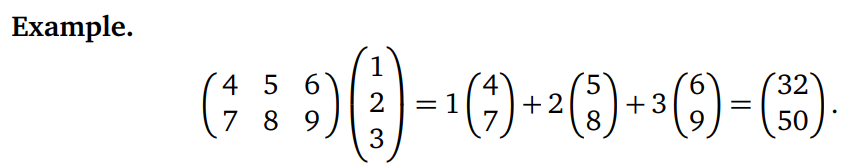 Example.
(4 5 6
7 8 9) (1
2
3) = 1 (4
7) + 2 (5
8) + 3 (6
9) = (32
50).